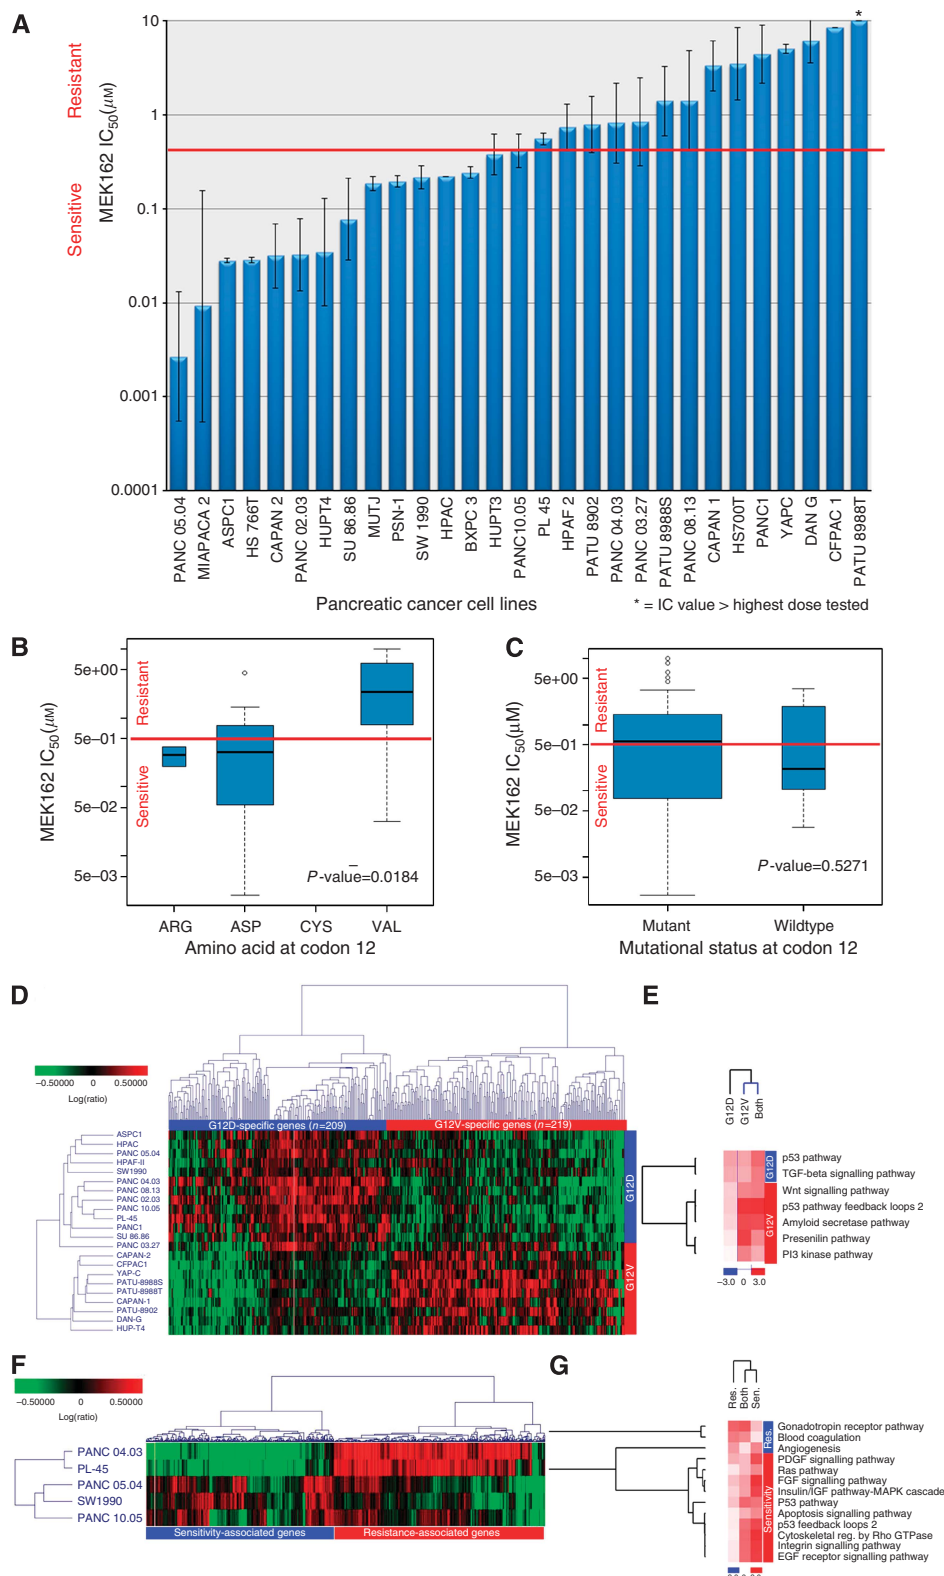 A
Resistant
Sensitive
MEK162 IC50(μM)
10
1
0.1
0.01
0.001
0.0001
*
PANC 05.04
MIAPACA 2
ASPC1
HS 766T
CAPAN 2
PANC 02.03
HUPT4
SU 86.86
MUTJ
PSN-1
SW 1990
HPAC
BXPC 3
HUPT3
PANC10.05
PL 45
HPAF 2
PATU 8902
PANC 04.03
PANC 03.27
PATU 8988S
PANC 08.13
CAPAN 1
HS700T
PANC1
YAPC
DAN G
CFPAC 1
PATU 8988T
Pancreatic cancer cell lines
* = IC value > highest dose tested
B
MEK162 IC50(μM)
5e+00
5e−01
5e−02
5e−03
Resistant
Sensitive
P-value=0.0184
ARG ASP CYS VAL
Amino acid at codon 12
C
MEK162 IC50(μM)
5e+00
5e−01
5e−02
5e−03
Resistant
Sensitive
P-value=0.5271
Mutant Wildtype
Mutational status at codon 12
D
−0.50000 0 0.50000
Log(ratio)
G12D-specific genes (n=209) G12V-specific genes (n=219)
ASPC1
HPAC
PANC 05.04
HPAF-II
SW1990
PANC 04.03
PANC 08.13
PANC 02.03
PANC 10.05
PL-45
PANC1
SU 86.86
PANC 03.27
CAPAN-2
CFPAC1
YAP-C
PATU-8988S
PATU-8988T
CAPAN-1
PATU-8902
DAN-G
HUP-T4
G12D
G12V
E
G12D
G12V
Both
p53 pathway
TGF-beta signalling pathway
Wnt signalling pathway
p53 pathway feedback loops 2
Amyloid secretase pathway
Presenilin pathway
PI3 kinase pathway
G12D
G12V
−3.0 0 3.0
F
−0.50000 0 0.50000
Log(ratio)
PANC 04.03
PL-45
PANC 05.04
SW1990
PANC 10.05
Sensitivity-associated genes Resistance-associated genes
G
Res.
Both
Sen.
Gonadotropin receptor pathway
Blood coagulation
Angiogenesis
PDGF signalling pathway
Ras pathway
FGF signalling pathway
Insulin/IGF pathway-MAPK cascade
P53 pathway
Apoptosis signalling pathway
p53 feedback loops 2
Cytoskeletal reg. by Rho GTPase
Integrin signalling pathway
EGF receptor signalling pathway
Res.
Sensitivity